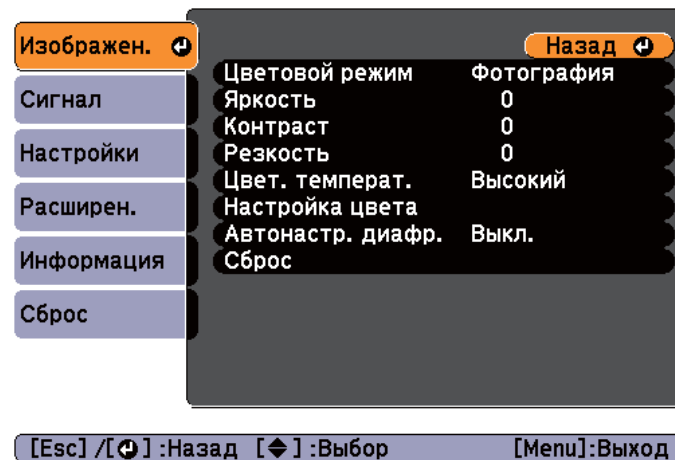 Изображен.
Сигнал
Настройки
Расширен.
Информация
Сброс
Назад
Цветовой режим Фотография
Яркость 0
Контраст 0
Резкость 0
Цвет. температ. Высокий
Настройка цвета
Автонастр. диафр. Выкл.
Сброс
[Esc] /[⏎] :Назад [◆] :Выбор [Menu]:Выход